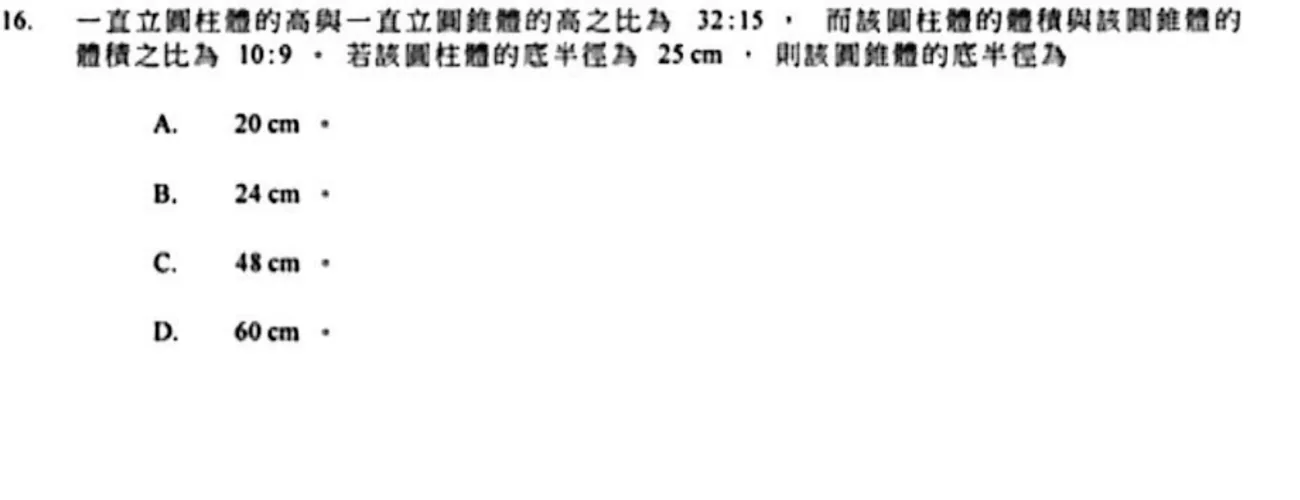 16. 一直立圓柱體的高與一直立圓錐體的高之比為 32:15 , 而該圓柱體的體積與該圓錐體的
體積之比為 10:9 。 若該圓柱體的底半徑為 25 cm , 則該圓錐體的底半徑為
A. 20 cm 。
B. 24 cm 。
C. 48 cm 。
D. 60 cm 。